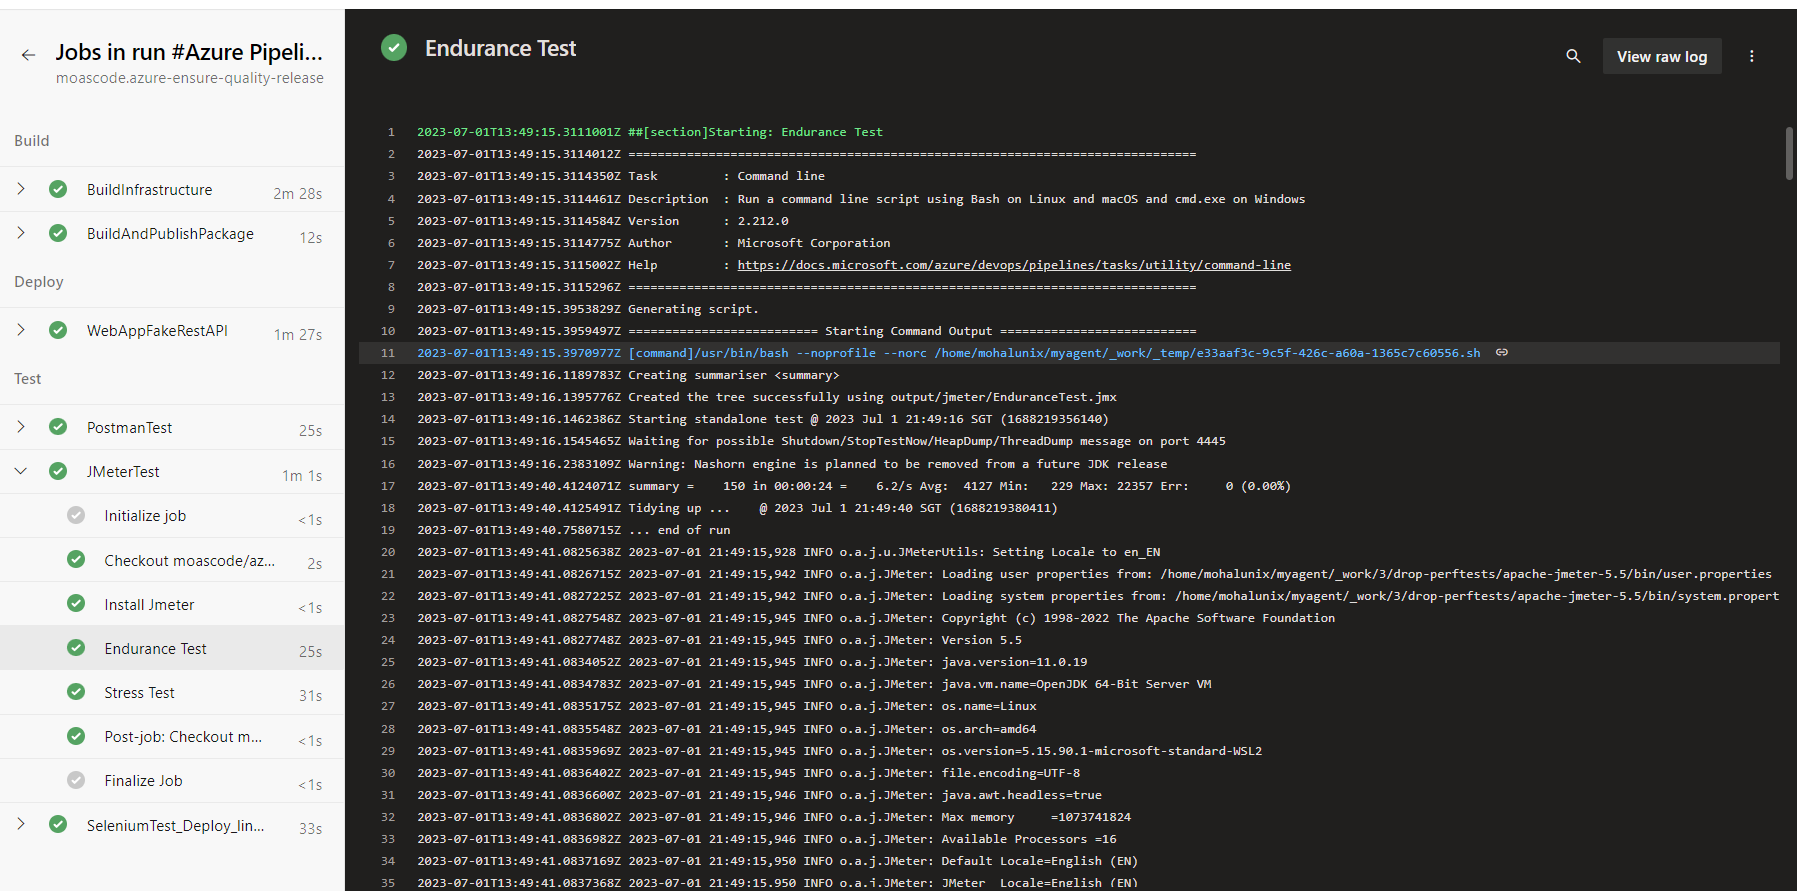 Jobs in run #Azure Pipeli...
moascode.azure-ensure-quality-release
Build
BuildInfrastructure 2m 28s
BuildAndPublishPackage 12s
Deploy
WebAppFakeRestAPI 1m 27s
Test
PostmanTest 25s
JMeterTest 1m 1s
Initialize job <1s
Checkout moascode/az... 2s
Install Jmeter <1s
Endurance Test 25s
Stress Test 31s
Post-job: Checkout m... <1s
Finalize Job <1s
SeleniumTest_Deploy_lin... 33s
Endurance Test
View raw log
1 2023-07-01T13:49:15.3111001Z ##[section]Starting: Endurance Test
2 2023-07-01T13:49:15.3114012Z ==============================================================================
3 2023-07-01T13:49:15.3114350Z Task         : Command line
4 2023-07-01T13:49:15.3114461Z Description  : Run a command line script using Bash on Linux and macOS and cmd.exe on Windows
5 2023-07-01T13:49:15.3114584Z Version      : 2.212.0
6 2023-07-01T13:49:15.3114775Z Author       : Microsoft Corporation
7 2023-07-01T13:49:15.3115002Z Help         : https://docs.microsoft.com/azure/devops/pipelines/tasks/utility/command-line
8 2023-07-01T13:49:15.3115296Z ==============================================================================
9 2023-07-01T13:49:15.3953829Z Generating script.
10 2023-07-01T13:49:15.3959497Z ========================== Starting Command Output ===========================
11 2023-07-01T13:49:15.3970977Z [command]/usr/bin/bash --noprofile --norc /home/mohalunix/myagent/_work/_temp/e33aaf3c-9c5f-426c-a60a-1365c7c60556.sh
12 2023-07-01T13:49:16.1189783Z Creating summariser <summary>
13 2023-07-01T13:49:16.1395776Z Created the tree successfully using output/jmeter/EnduranceTest.jmx
14 2023-07-01T13:49:16.1462386Z Starting standalone test @ 2023 Jul 1 21:49:16 SGT (1688219356140)
15 2023-07-01T13:49:16.1545465Z Waiting for possible Shutdown/StopTestNow/HeapDump/ThreadDump message on port 4445
16 2023-07-01T13:49:16.2383109Z Warning: Nashorn engine is planned to be removed from a future JDK release
17 2023-07-01T13:49:40.4124071Z summary =    150 in 00:00:24 =    6.2/s Avg:  4127 Min:   229 Max: 22357 Err:     0 (0.00%)
18 2023-07-01T13:49:40.4125491Z Tidying up ...    @ 2023 Jul 1 21:49:40 SGT (1688219380411)
19 2023-07-01T13:49:40.7580715Z ... end of run
20 2023-07-01T13:49:41.0825638Z 2023-07-01 21:49:15,928 INFO o.a.j.u.JMeterUtils: Setting Locale to en_EN
21 2023-07-01T13:49:41.0826715Z 2023-07-01 21:49:15,942 INFO o.a.j.JMeter: Loading user properties from: /home/mohalunix/myagent/_work/3/drop-perftests/apache-jmeter-5.5/bin/user.properties
22 2023-07-01T13:49:41.0827225Z 2023-07-01 21:49:15,942 INFO o.a.j.JMeter: Loading system properties from: /home/mohalunix/myagent/_work/3/drop-perftests/apache-jmeter-5.5/bin/system.propert
23 2023-07-01T13:49:41.0827548Z 2023-07-01 21:49:15,945 INFO o.a.j.JMeter: Copyright (c) 1998-2022 The Apache Software Foundation
24 2023-07-01T13:49:41.0827748Z 2023-07-01 21:49:15,945 INFO o.a.j.JMeter: Version 5.5
25 2023-07-01T13:49:41.0834052Z 2023-07-01 21:49:15,945 INFO o.a.j.JMeter: java.version=11.0.19
26 2023-07-01T13:49:41.0834783Z 2023-07-01 21:49:15,945 INFO o.a.j.JMeter: java.vm.name=OpenJDK 64-Bit Server VM
27 2023-07-01T13:49:41.0835175Z 2023-07-01 21:49:15,945 INFO o.a.j.JMeter: os.name=Linux
28 2023-07-01T13:49:41.0835548Z 2023-07-01 21:49:15,945 INFO o.a.j.JMeter: os.arch=amd64
29 2023-07-01T13:49:41.0835969Z 2023-07-01 21:49:15,945 INFO o.a.j.JMeter: os.version=5.15.90.1-microsoft-standard-WSL2
30 2023-07-01T13:49:41.0836402Z 2023-07-01 21:49:15,945 INFO o.a.j.JMeter: file.encoding=UTF-8
31 2023-07-01T13:49:41.0836600Z 2023-07-01 21:49:15,946 INFO o.a.j.JMeter: java.awt.headless=true
32 2023-07-01T13:49:41.0836802Z 2023-07-01 21:49:15,946 INFO o.a.j.JMeter: Max memory     =1073741824
33 2023-07-01T13:49:41.0836982Z 2023-07-01 21:49:15,946 INFO o.a.j.JMeter: Available Processors =16
34 2023-07-01T13:49:41.0837169Z 2023-07-01 21:49:15,950 INFO o.a.j.JMeter: Default Locale=English (EN)
35 2023-07-01T13:49:41.0837368Z 2023-07-01 21:49:15,950 INFO o.a.j.JMeter: JMeter  Locale=English (EN)